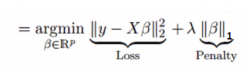 = argmin ‖y − Xβ‖₂² + λ ‖β‖₁
β∈ℝᵖ
Loss Penalty